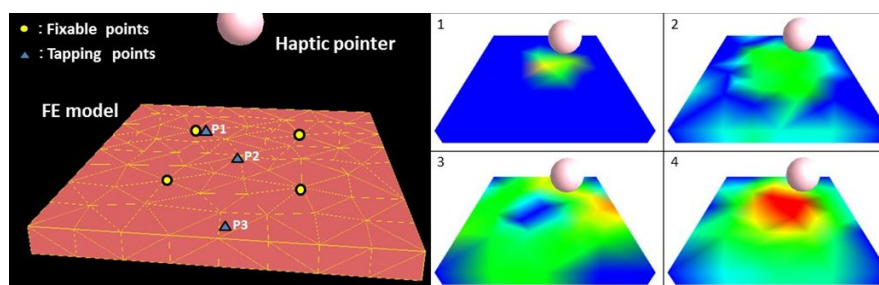 : Fixable points
: Tapping points
Haptic pointer
FE model
P1
P2
P3
1
2
3
4